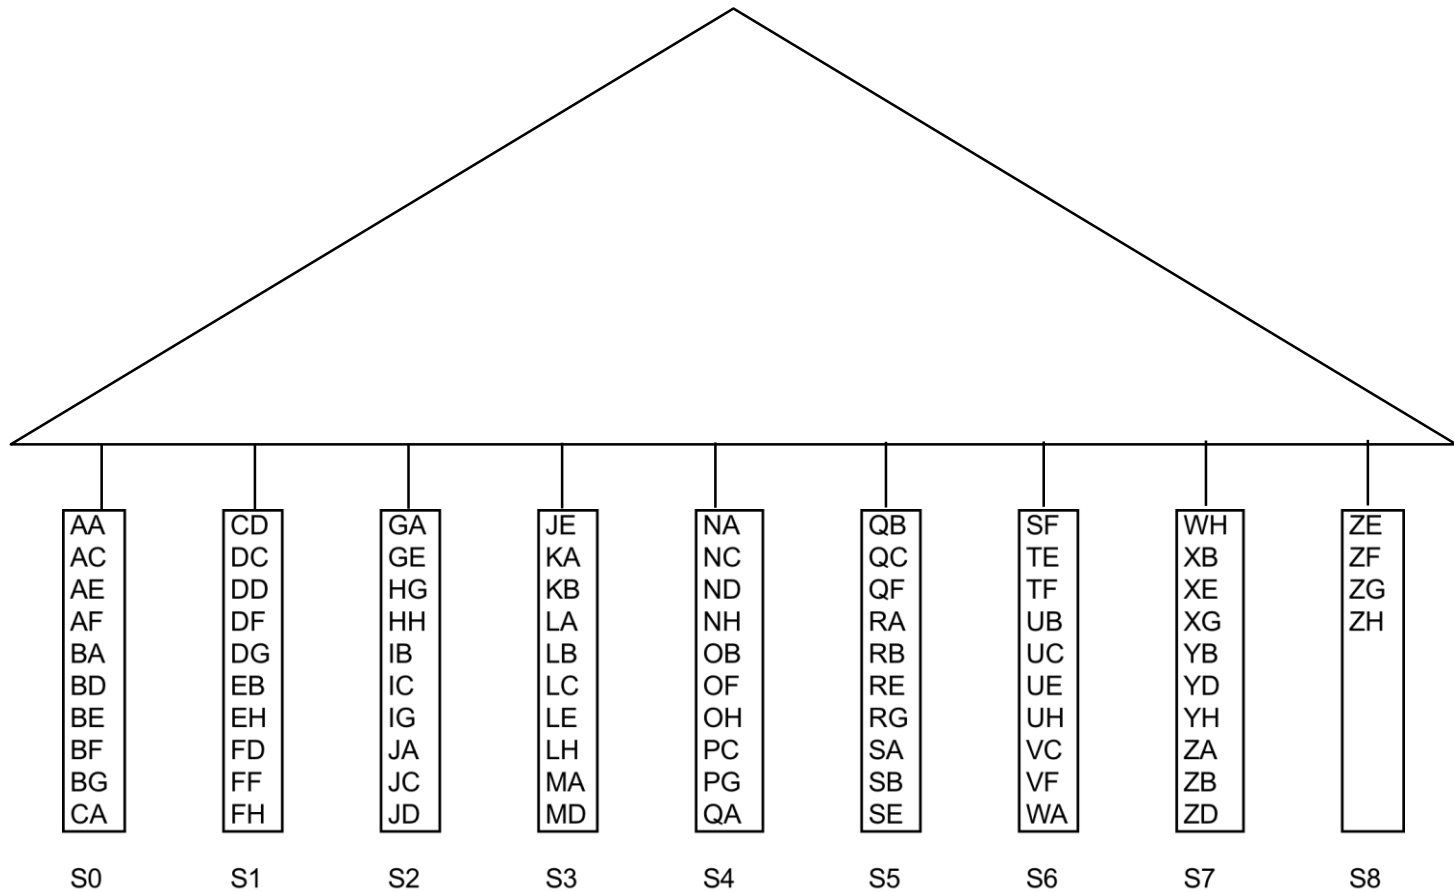 AA CD GA JE NA QB SF WH ZE
AC DC GE KA NC QC TE XB ZF
AE DD HG KB ND QF TF XE ZG
AF DF HH LA NH RA UB XG ZH
BA DG IB LB OB RB UC YB
BD EB IC LC OF RE UE YD
BE EH IG LE OH RG UH YH
BF FD JA LH PC SA VC ZA
BG FF JC MA PG SB VF ZB
CA FH JD MD QA SE WA ZD
S0 S1 S2 S3 S4 S5 S6 S7 S8